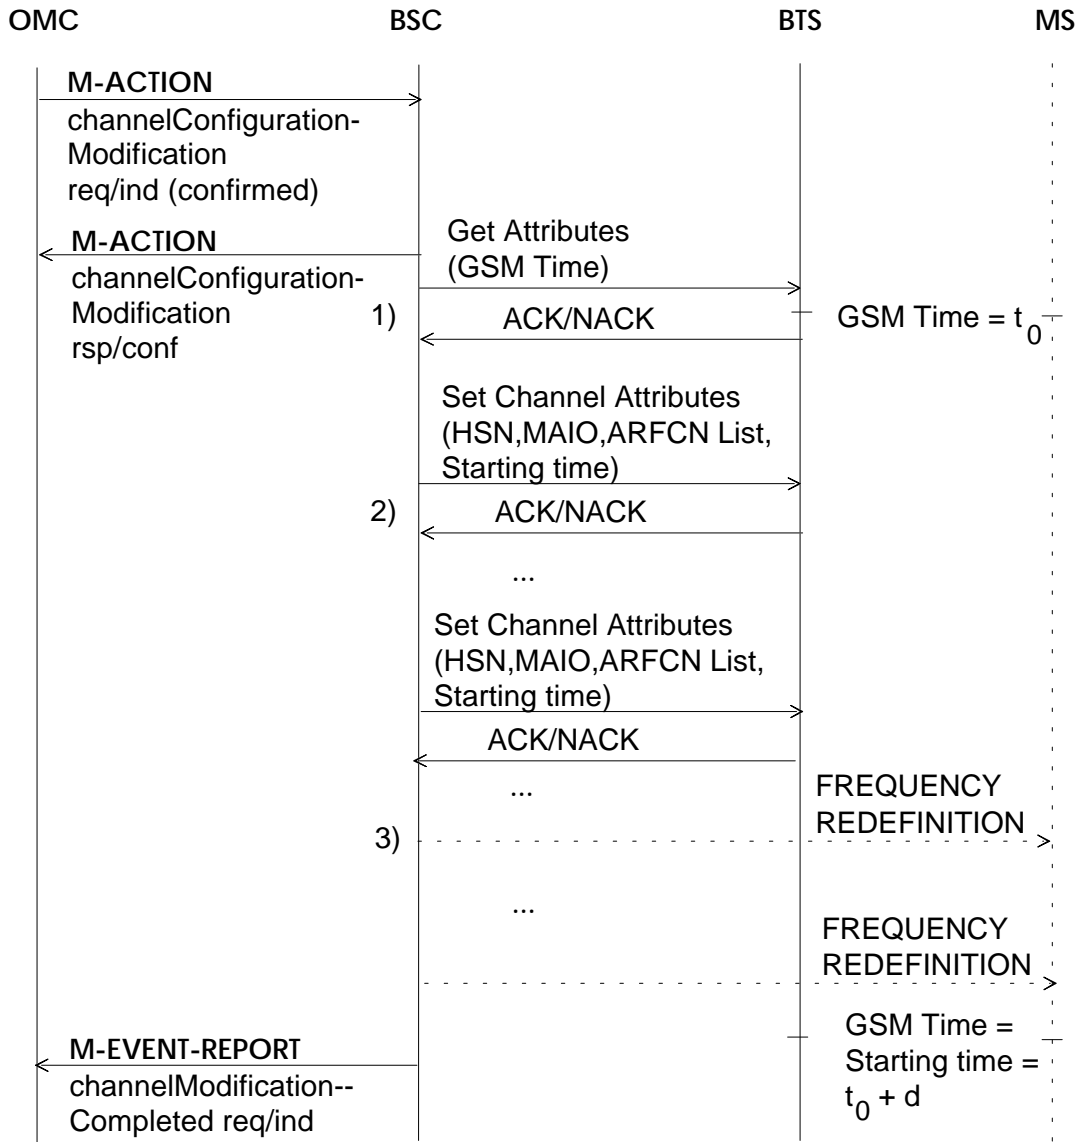 OMC BSC BTS MS
M-ACTION
channelConfiguration-
Modification
req/ind (confirmed)
M-ACTION
channelConfiguration-
Modification
rsp/conf
Get Attributes
(GSM Time)
1)
ACK/NACK
GSM Time = t0
Set Channel Attributes
(HSN,MAIO,ARFCN List,
Starting time)
2)
ACK/NACK
...
Set Channel Attributes
(HSN,MAIO,ARFCN List,
Starting time)
ACK/NACK
...
FREQUENCY
REDEFINITION
3)
...
FREQUENCY
REDEFINITION
GSM Time =
Starting time =
t0 + d
M-EVENT-REPORT
channelModification--
Completed req/ind